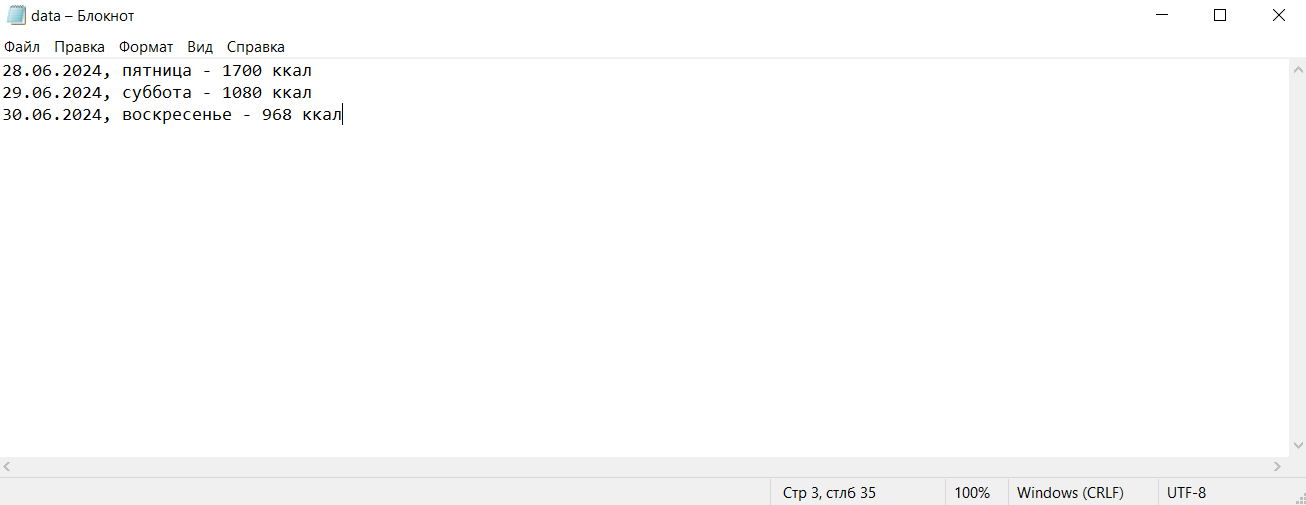 data – Блокнот
Файл Правка Формат Вид Справка
28.06.2024, пятница - 1700 ккал
29.06.2024, суббота - 1080 ккал
30.06.2024, воскресенье - 968 ккал
Стр 3, стлб 35 100% Windows (CRLF) UTF-8